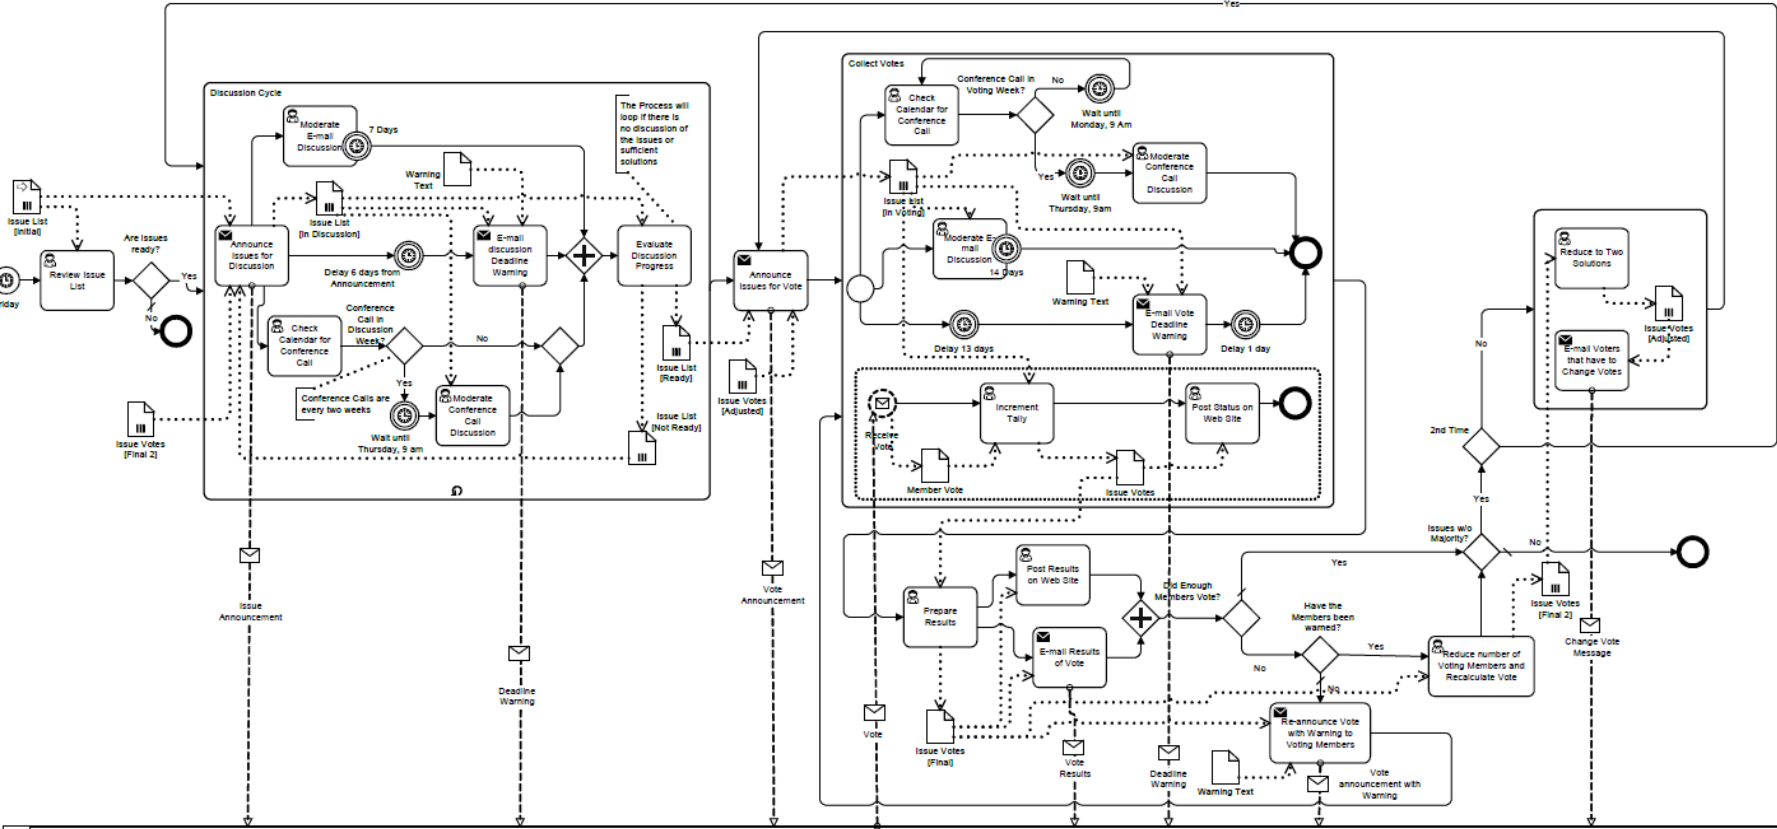 Yes
Discussion Cycle
Moderate
E-mail
Discussion
7 Days
Warning
Text
The Process will
loop if there is
no discussion of
the issues or
sufficient
solutions
Issue List
[Initial]
Issue List
[In Discussion]
Are Issues
ready?
Review Issue
List
Yes
No
Announce
Issues for
Discussion
Delay 6 days from
Announcement
E-mail
discussion
Deadline
Warning
Evaluate
Discussion
Progress
Check
Calendar for
Conference
Call
Conference
Call in
Discussion
Week?
No
Yes
Conference Calls are
every two weeks
Wait until
Thursday, 9 am
Moderate
Conference
Call
Discussion
Issue List
[Ready]
Issue List
[Not Ready]
Issue Votes
[Final 2]
Issue
Announcement
Deadline
Warning
Announce
Issues for Vote
Issue Votes
[Adjusted]
Vote
Announcement
Collect Votes
Check
Calendar for
Conference
Call
Conference Call in
Voting Week?
No
Wait until
Monday, 9 Am
Yes
Wait until
Thursday, 9am
Moderate
Conference
Call
Discussion
Issue List
[In Voting]
Moderate E-
mail
Discussion
14 Days
Warning Text
E-mail Vote
Deadline
Warning
Delay 13 days
Delay 1 day
Receive
Vote
Increment
Tally
Post Status on
Web Site
Member Vote
Issue Votes
Prepare
Results
Post Results
on Web Site
E-mail Results
of Vote
Issue Votes
[Final]
Vote
Vote
Results
Deadline
Warning
Did Enough
Members Vote?
Yes
No
Have the
Members been
warned?
Yes
No
Re-announce Vote
with Warning to
Voting Members
Warning Text
Vote
announcement with
Warning
Reduce number of
Voting Members and
Recalculate Vote
Issues w/o
Majority?
Yes
No
2nd Time
No
Issue Votes
[Final 2]
Reduce to Two
Solutions
Issue Votes
[Adjusted]
E-mail Voters
that have to
Change Votes
Change Vote
Message